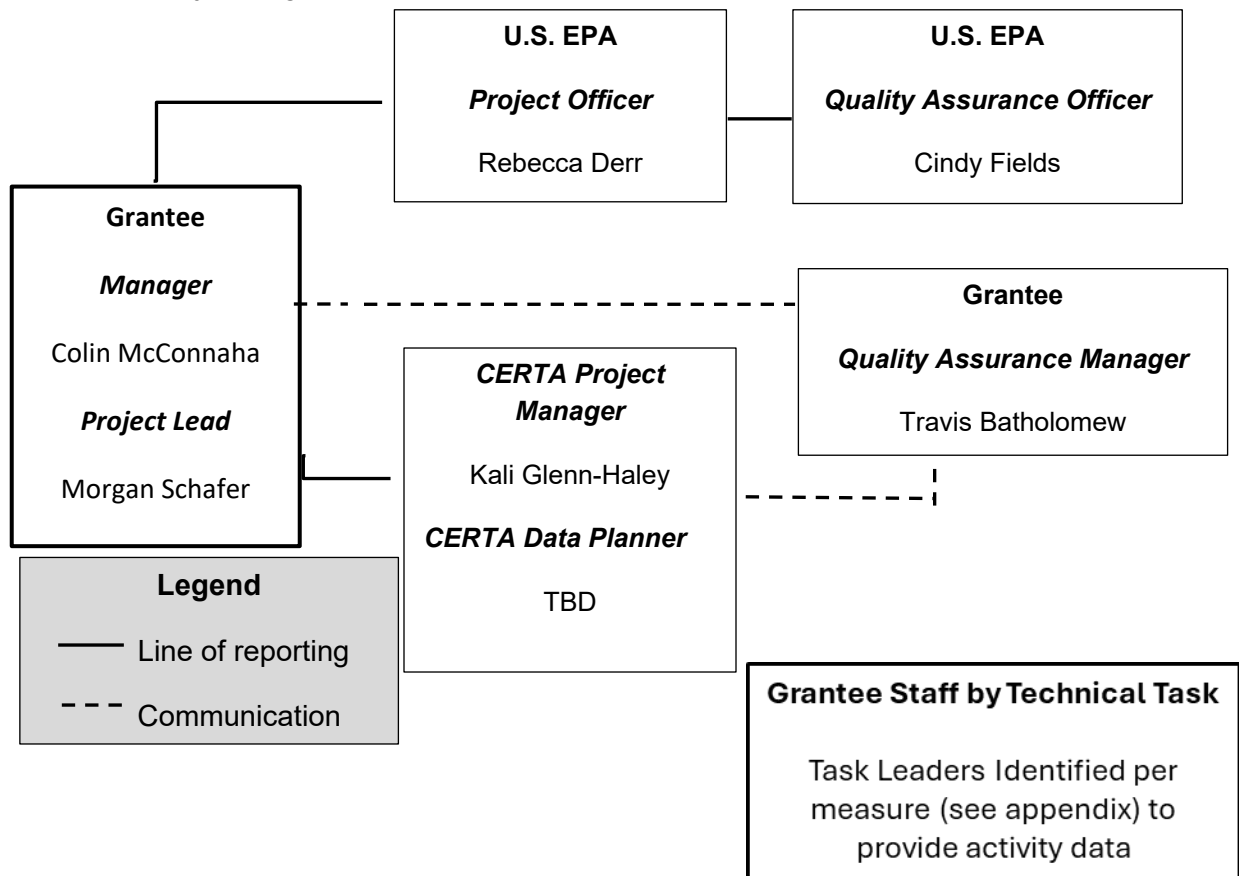 U.S. EPA
Project Officer
Rebecca Derr
U.S. EPA
Quality Assurance Officer
Cindy Fields
Grantee
Manager
Colin McConnaha
Project Lead
Morgan Schafer
Grantee
Quality Assurance Manager
Travis Batholomew
CERTA Project
Manager
Kali Glenn-Haley
CERTA Data Planner
TBD
Legend
Line of reporting
Communication
Grantee Staff by Technical Task
Task Leaders Identified per
measure (see appendix) to
provide activity data